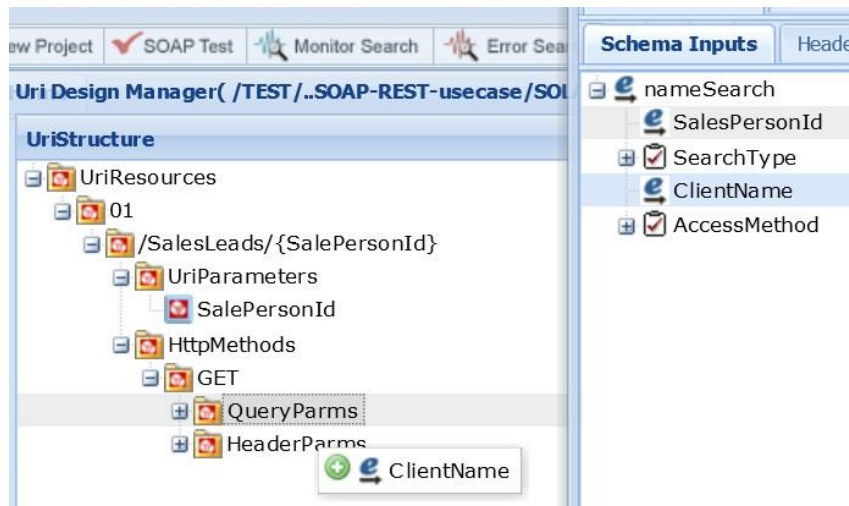 ew Project SOAP Test Monitor Search Error Sea
Uri Design Manager( /TEST/..SOAP-REST-usecase/SOL
UriStructure
UriResources
01
/SalesLeads/{SalePersonId}
UriParameters
SalePersonId
HttpMethods
GET
QueryParms
HeaderParms
ClientName
Schema Inputs Heade
nameSearch
SalesPersonId
SearchType
ClientName
AccessMethod